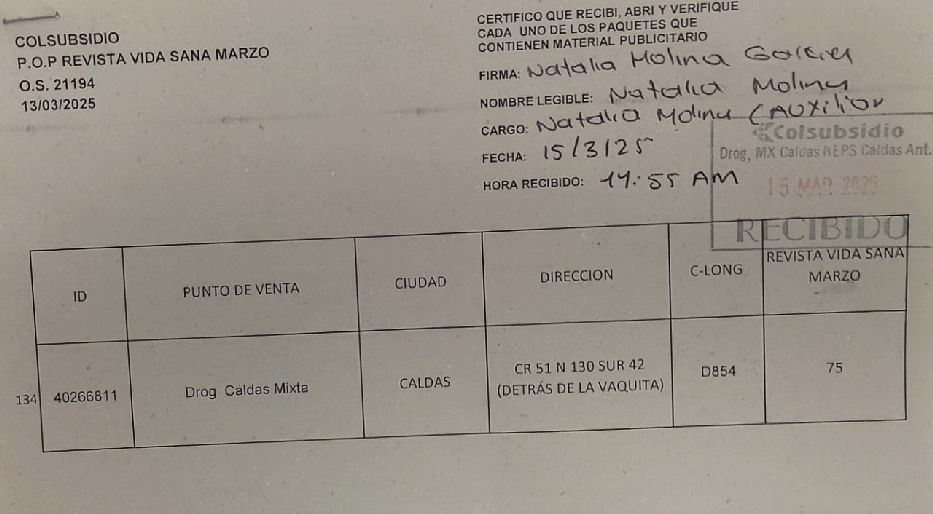 COLSUBSIDIO
P.O.P REVISTA VIDA SANA MARZO
O.S. 21194
13/03/2025
CERTIFICO QUE RECIBI, ABRI Y VERIFIQUE
CADA UNO DE LOS PAQUETES QUE
CONTIENEN MATERIAL PUBLICITARIO
FIRMA: Natalia Molina
NOMBRE LEGIBLE: Natalia Molina
CARGO: Natalia Molina (Auxiliar
FECHA: 15/3/25
HORA RECIBIDO: 11:55 AM
Colsubsidio
Drog, MX Caldas NEPS Caldas Ant.
15 MAR 2025
RECIBIDO
ID PUNTO DE VENTA CIUDAD DIRECCION C-LONG REVISTA VIDA SANA
MARZO
134 40266811 Drog Caldas Mixta CALDAS CR 51 N 130 SUR 42 D854 75
(DETRÁS DE LA VAQUITA)